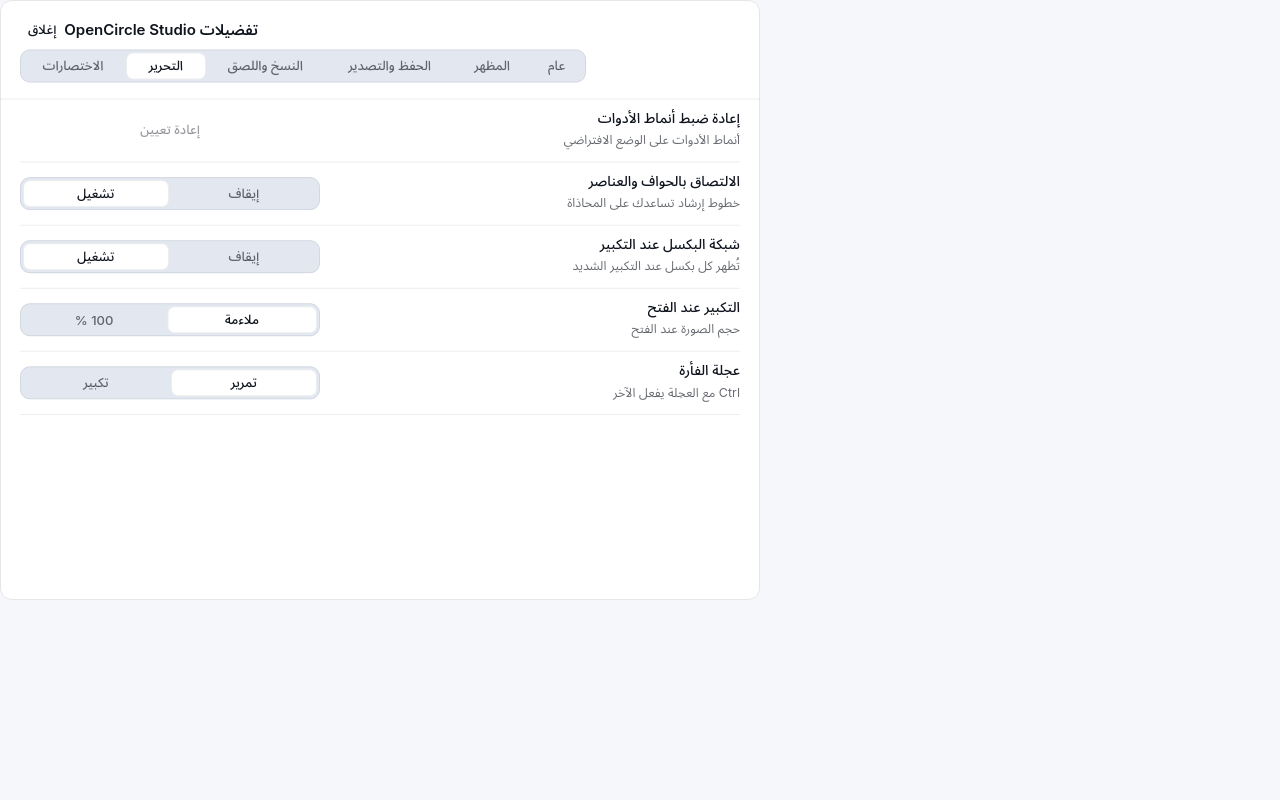 تفضيلات OpenCircle Studio
إغلاق
عام
المظهر
الحفظ والتصدير
النسخ واللصق
التحرير
الاختصارات
إعادة ضبط أنماط الأدوات
أنماط الأدوات على الوضع الافتراضي
إعادة تعيين
الالتصاق بالحواف والعناصر
خطوط إرشاد تساعدك على المحاذاة
إيقاف
تشغيل
شبكة البكسل عند التكبير
تُظهر كل بكسل عند التكبير الشديد
إيقاف
تشغيل
التكبير عند الفتح
حجم الصورة عند الفتح
ملاءمة
100 %
عجلة الفأرة
Ctrl مع العجلة يفعل الآخر
تمرير
تكبير